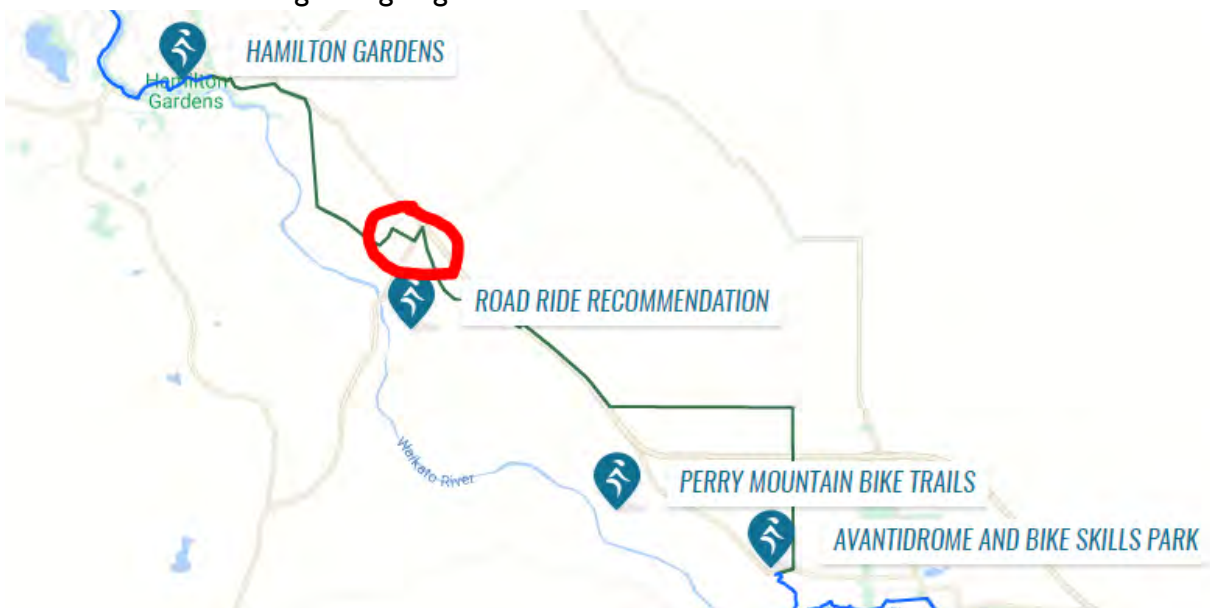 HAMILTON GARDENS
Hamilton
Gardens
ROAD RIDE RECOMMENDATION
Waikato River
PERRY MOUNTAIN BIKE TRAILS
AVANTIDROME AND BIKE SKILLS PARK